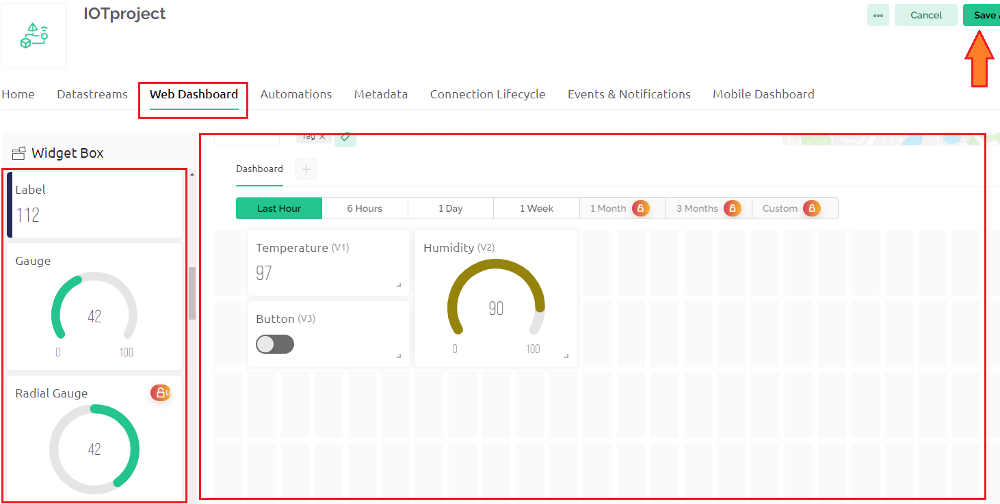 IOTproject
Cancel
Save
Home Datastreams Web Dashboard Automations Metadata Connection Lifecycle Events & Notifications Mobile Dashboard
Widget Box
Label
112
Gauge
42
0 100
Radial Gauge
42
Tag
Dashboard
Last Hour 6 Hours 1 Day 1 Week 1 Month 3 Months Custom
Temperature (V1)
97
Button (V3)
Humidity (V2)
90
0 100